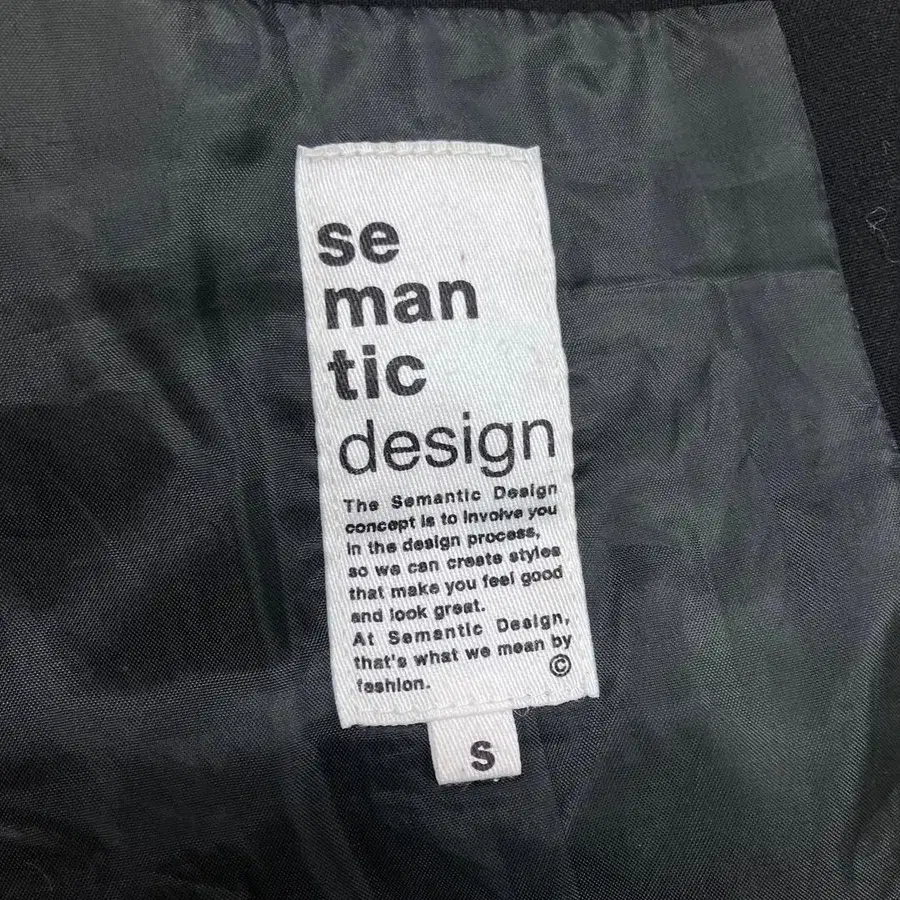 se
man
tic
design
The Semantic Design
concept is to involve you
in the design process,
so we can create styles
that make you feel good
and look great.
At Semantic Design,
that's what we mean by
fashion. ©
S